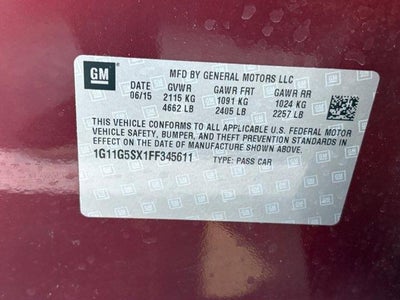 GM
MFD BY GENERAL MOTORS LLC
DATE GVWR GAWR FRT GAWR RR
06/15 2115 KG 1091 KG 1024 KG
4662 LB 2405 LB 2257 LB
THIS VEHICLE CONFORMS TO ALL APPLICABLE U.S. FEDERAL MOTOR
VEHICLE SAFETY, BUMPER, AND THEFT PREVENTION STANDARDS IN
EFFECT ON THE DATE OF MANUFACTURE SHOWN ABOVE.
1G11G5SX1FF345611
TYPE: PASS CAR